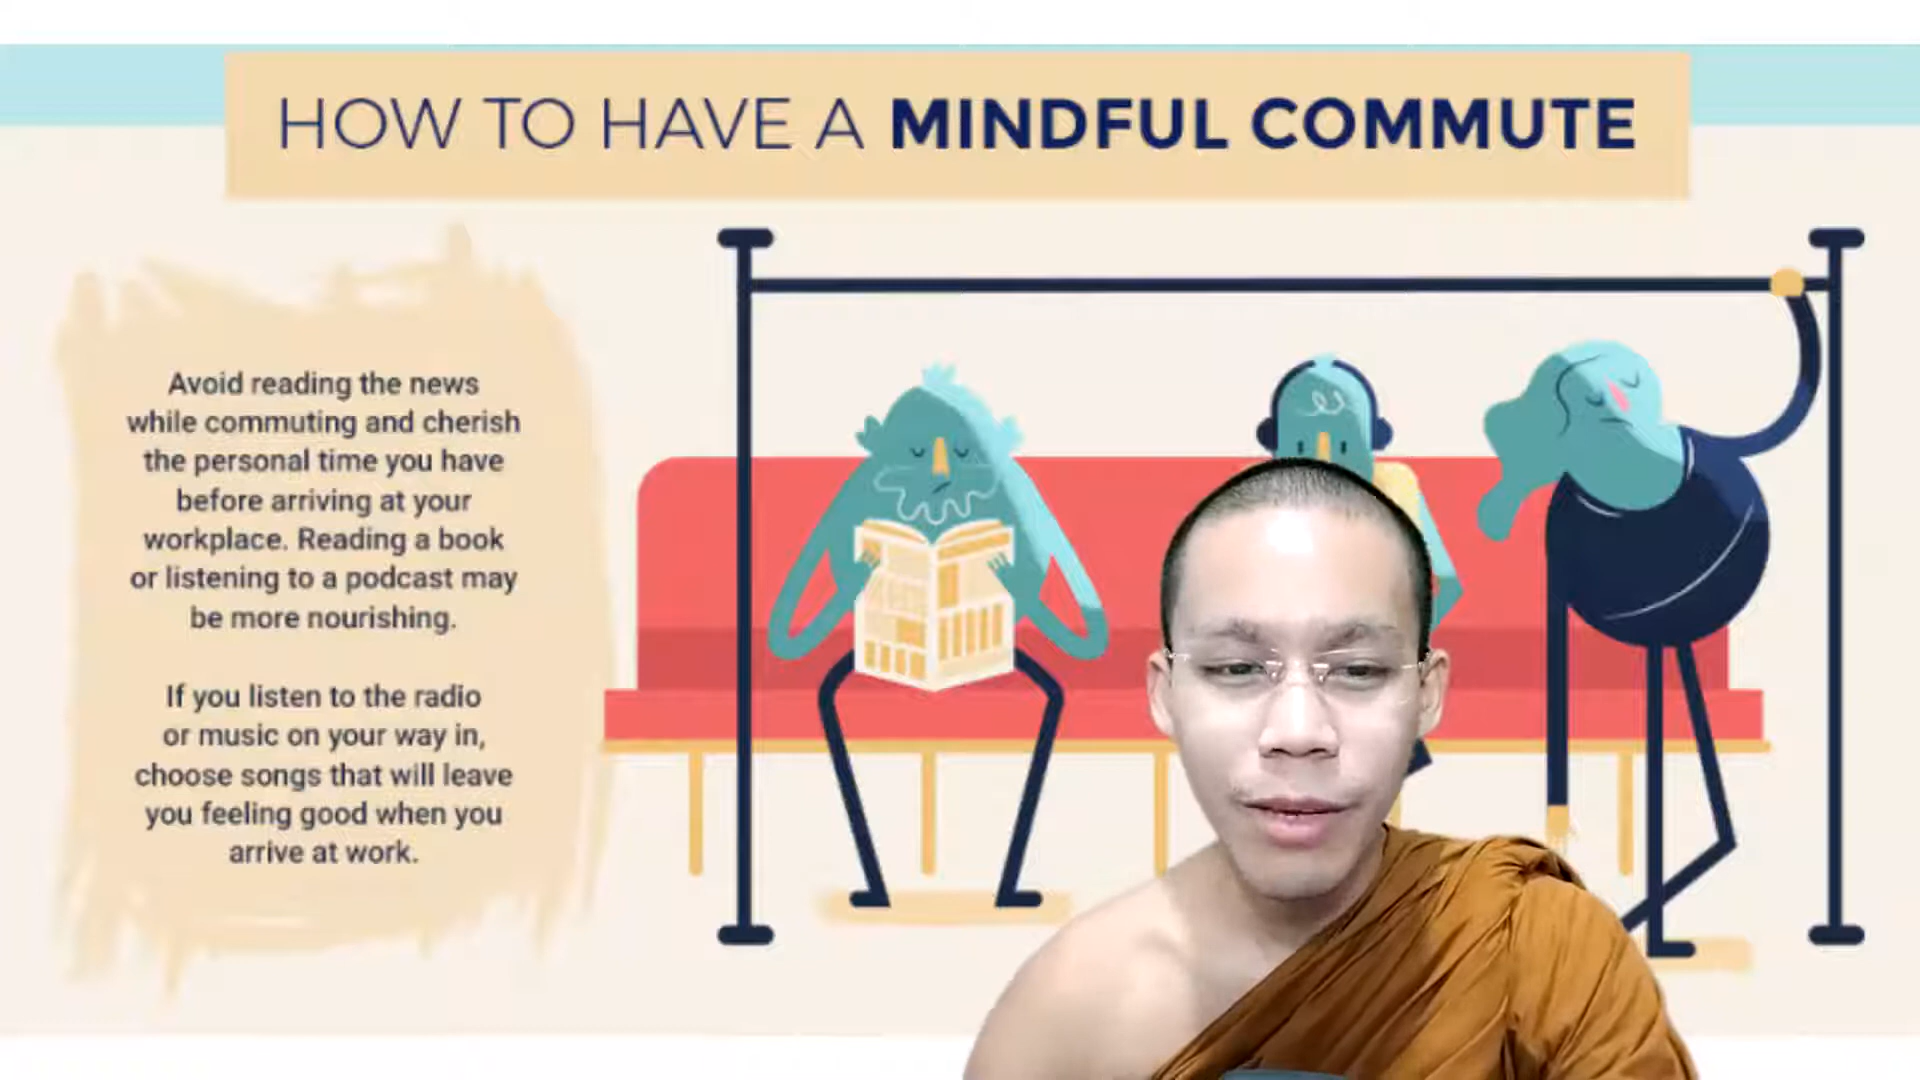 HOW TO HAVE A MINDFUL COMMUTE
Avoid reading the news
while commuting and cherish
the personal time you have
before arriving at your
workplace. Reading a book
or listening to a podcast may
be more nourishing.
If you listen to the radio
or music on your way in,
choose songs that will leave
you feeling good when you
arrive at work.